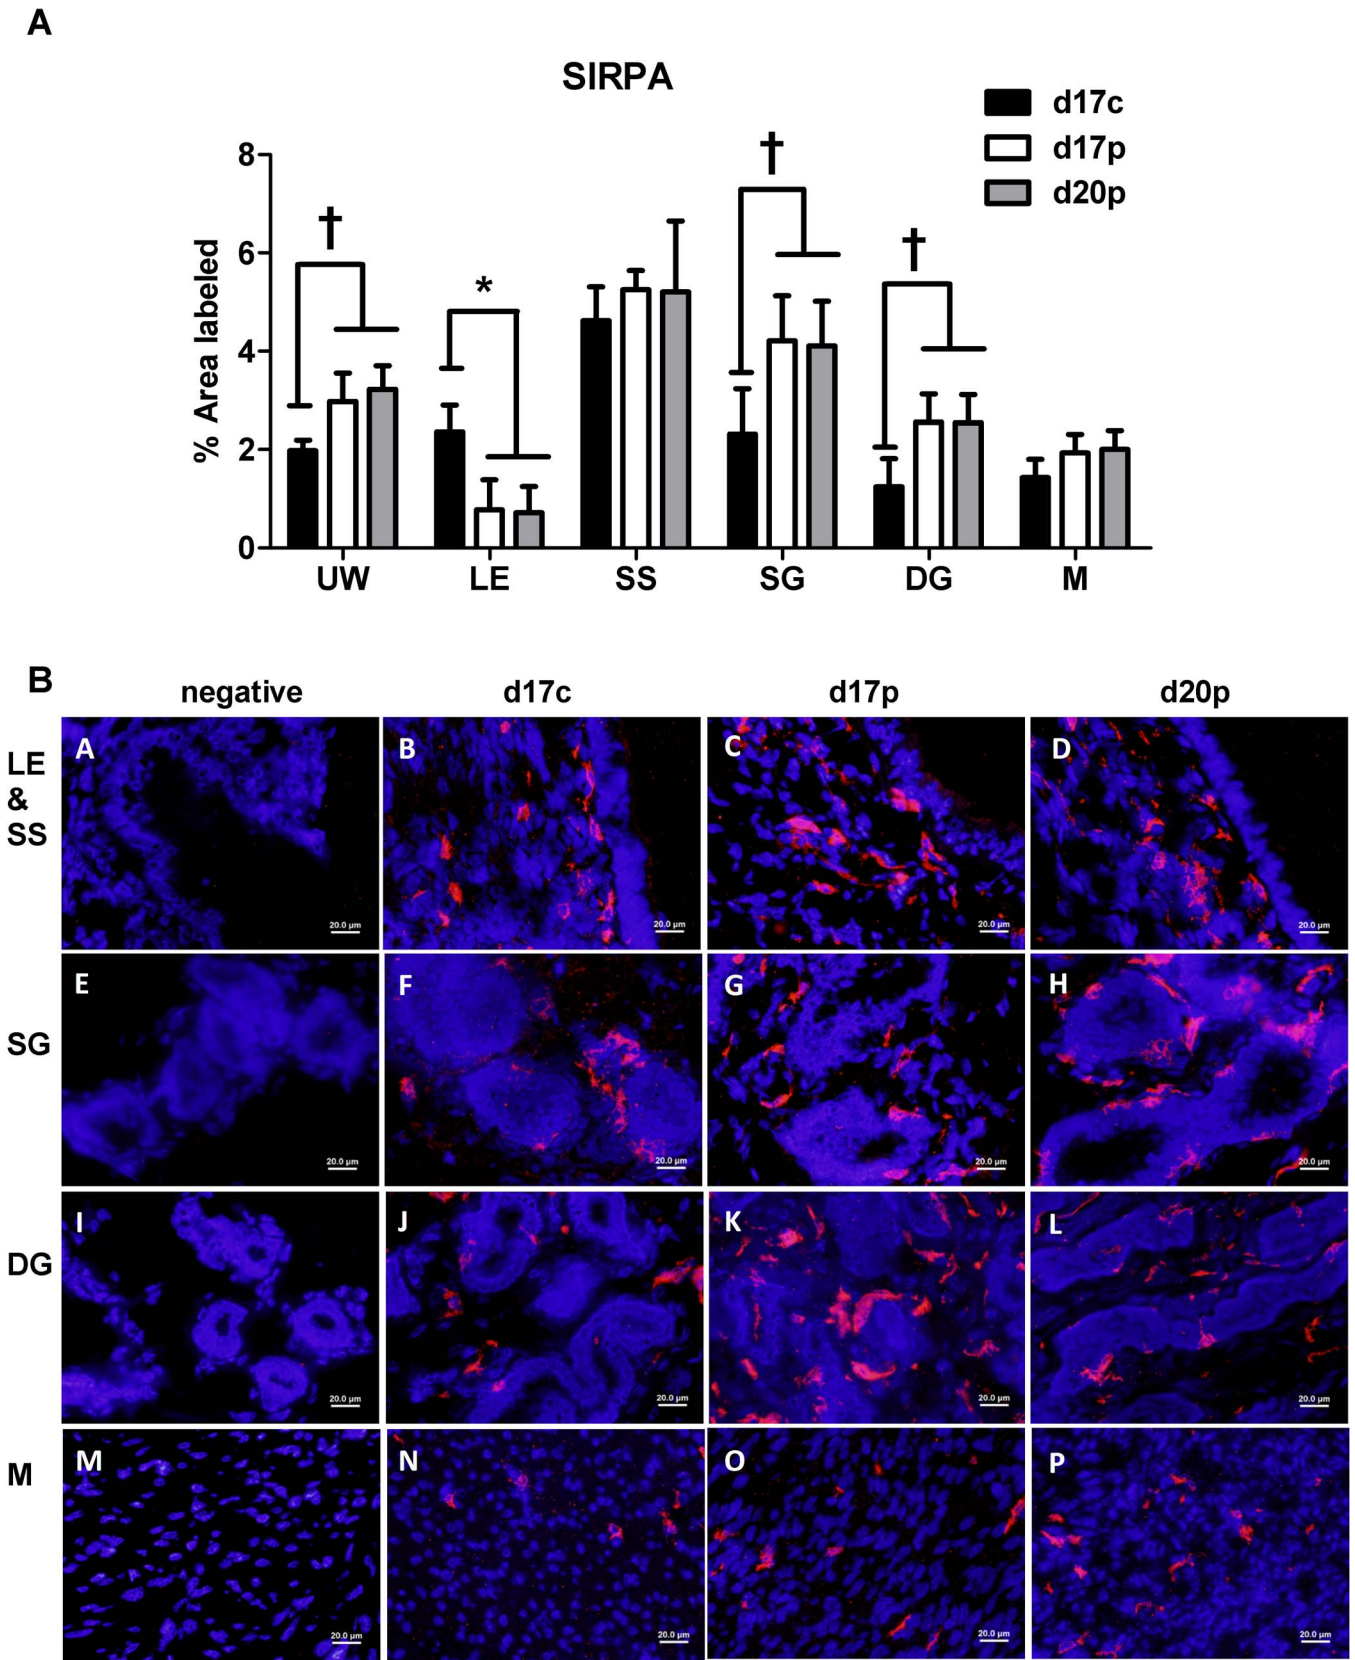 A
SIRPA
d17c
d17p
d20p
% Area labeled
8
6
4
2
0
†
*
†
†
UW LE SS SG DG M
B
negative d17c d17p d20p
LE
&
SS
A B C D
20.0 µm 20.0 µm 20.0 µm 20.0 µm
SG
E F G H
20.0 µm 20.0 µm 20.0 µm 20.0 µm
DG
I J K L
20.0 µm 20.0 µm 20.0 µm 20.0 µm
M
M N O P
20.0 µm 20.0 µm 20.0 µm 20.0 µm